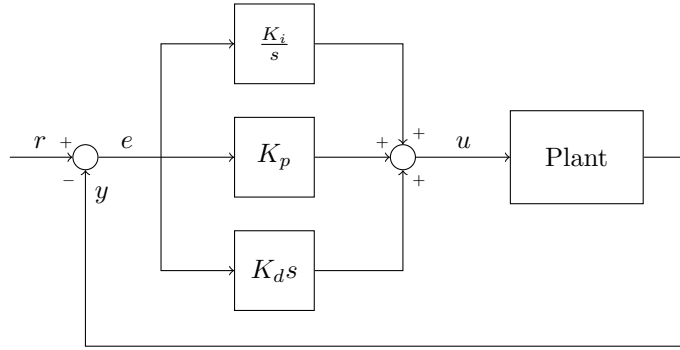 K_i
s
r + e + + K_p u Plant
− y
+
K_d s